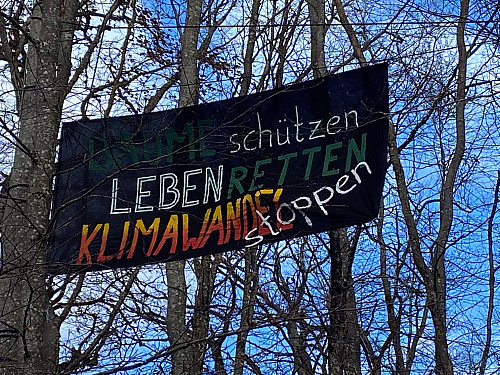 BÄUME schützen
LEBEN RETTEN
KLIMAWANDEL stoppen